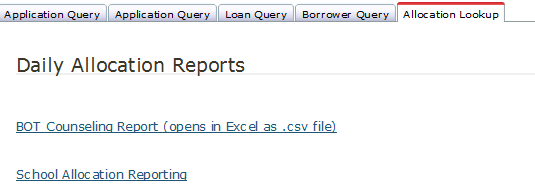 Application Query Application Query Loan Query Borrower Query Allocation Lookup
Daily Allocation Reports
BOT Counseling Report (opens in Excel as .csv file)
School Allocation Reporting